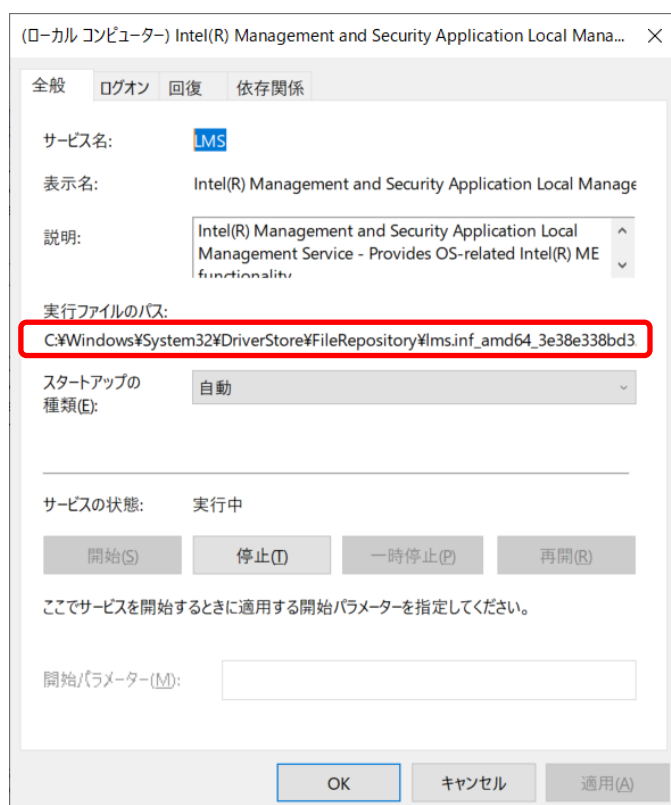 (ローカル コンピューター) Intel(R) Management and Security Application Local Mana...
全般 ログオン 回復 依存関係
サービス名: LMS
表示名: Intel(R) Management and Security Application Local Manage
説明: Intel(R) Management and Security Application Local
Management Service - Provides OS-related Intel(R) ME
functionality
実行ファイルのパス:
C:¥Windows¥System32¥DriverStore¥FileRepository¥lms.inf_amd64_3e38e338bd3.
スタートアップの
種類(E): 自動
サービスの状態: 実行中
開始(S) 停止(T) 一時停止(P) 再開(R)
ここでサービスを開始するときに適用する開始パラメーターを指定してください。
開始パラメーター(M):
OK キャンセル 適用(A)